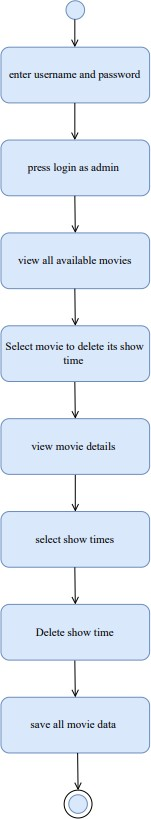 enter username and password
press login as admin
view all available movies
Select movie to delete its show
time
view movie details
select show times
Delete show time
save all movie data